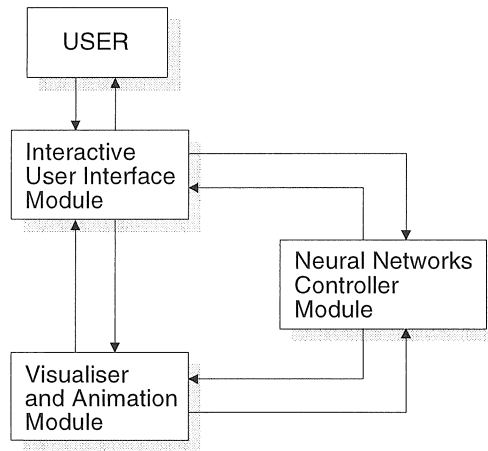 USER
Interactive
User Interface
Module
Neural Networks
Controller
Module
Visualiser
and Animation
Module